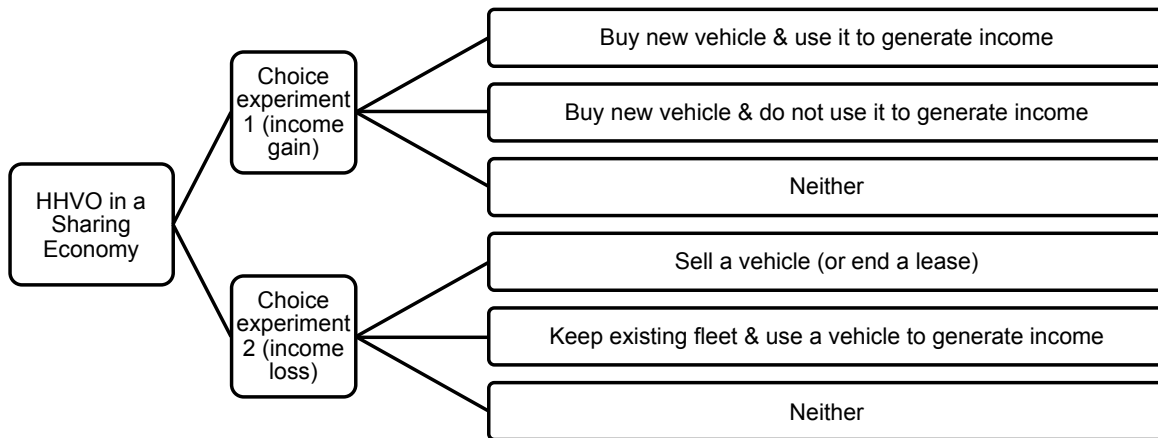 HHVO in a
Sharing
Economy
Choice
experiment
1 (income
gain)
Buy new vehicle & use it to generate income
Buy new vehicle & do not use it to generate income
Neither
Choice
experiment
2 (income
loss)
Sell a vehicle (or end a lease)
Keep existing fleet & use a vehicle to generate income
Neither